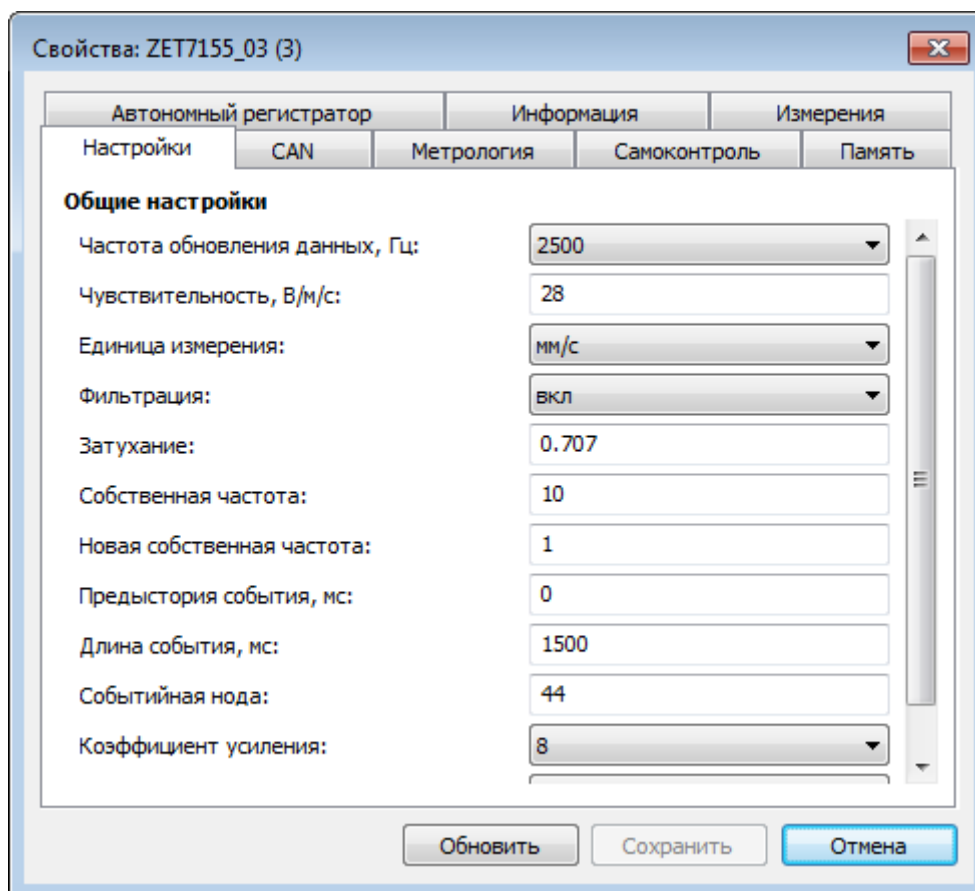 Свойства: ZET7155_03 (3)
Автономный регистратор Информация Измерения
Настройки CAN Метрология Самоконтроль Память
Общие настройки
Частота обновления данных, Гц: 2500
Чувствительность, В/м/с: 28
Единица измерения: мм/с
Фильтрация: вкл
Затухание: 0.707
Собственная частота: 10
Новая собственная частота: 1
Предыстория события, мс: 0
Длина события, мс: 1500
Событийная нода: 44
Коэффициент усиления: 8
Обновить Сохранить Отмена